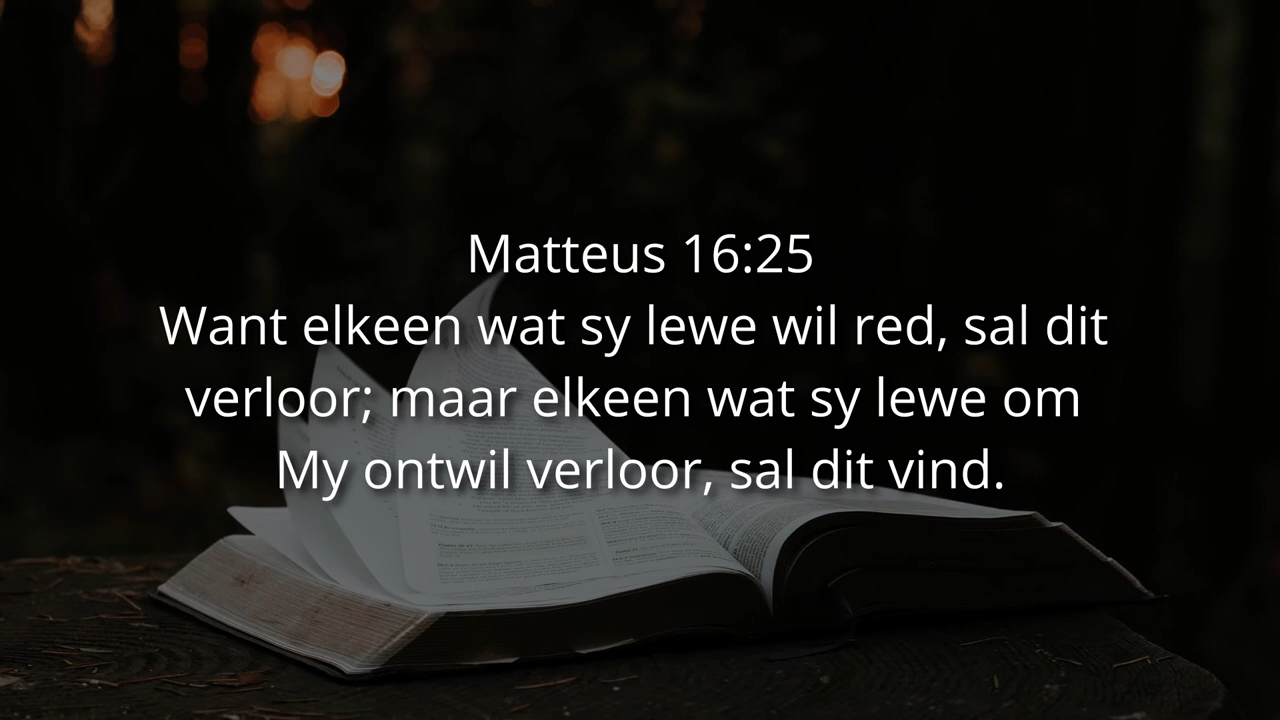 Matteus 16:25
Want elkeen wat sy lewe wil red, sal dit
verloor; maar elkeen wat sy lewe om
My ontwil verloor, sal dit vind.